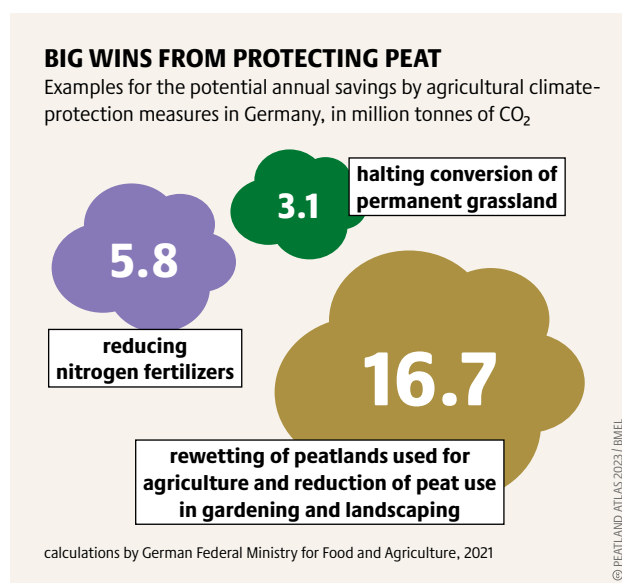 BIG WINS FROM PROTECTING PEAT
Examples for the potential annual savings by agricultural climate-
protection measures in Germany, in million tonnes of CO₂
3.1
halting conversion of
permanent grassland
5.8
reducing
nitrogen fertilizers
16.7
rewetting of peatlands used for
agriculture and reduction of peat use
in gardening and landscaping
calculations by German Federal Ministry for Food and Agriculture, 2021
© PEATLAND ATLAS 2023 / BMEL